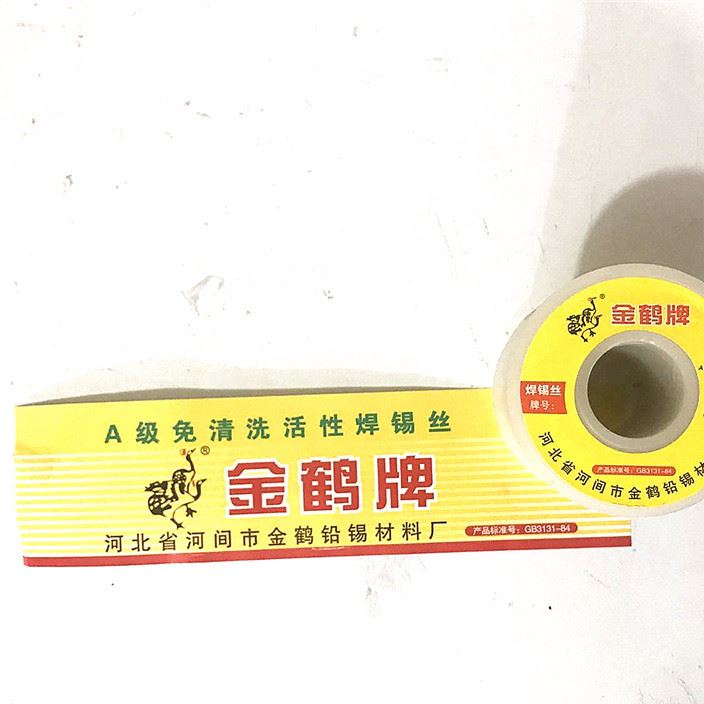 A级免清洗活性焊锡丝
®
金鹤牌
河北省河间市金鹤铅锡材料厂
产品标准号：GB3131-84
®
金鹤牌
焊锡丝
牌号：
A
产品标准号：GB3131-84
河北省河间市金鹤铅锡材